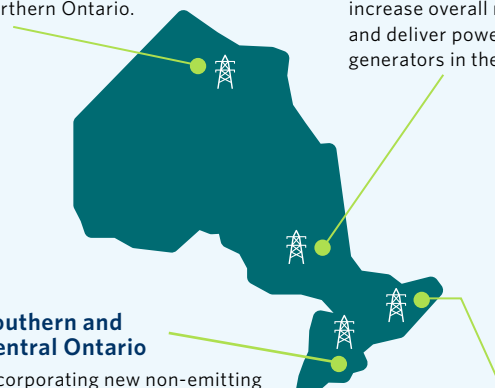 rthern Ontario.
increase overall
and deliver powe
generators in the
outhern and
entral Ontario
corporating new non-emitting